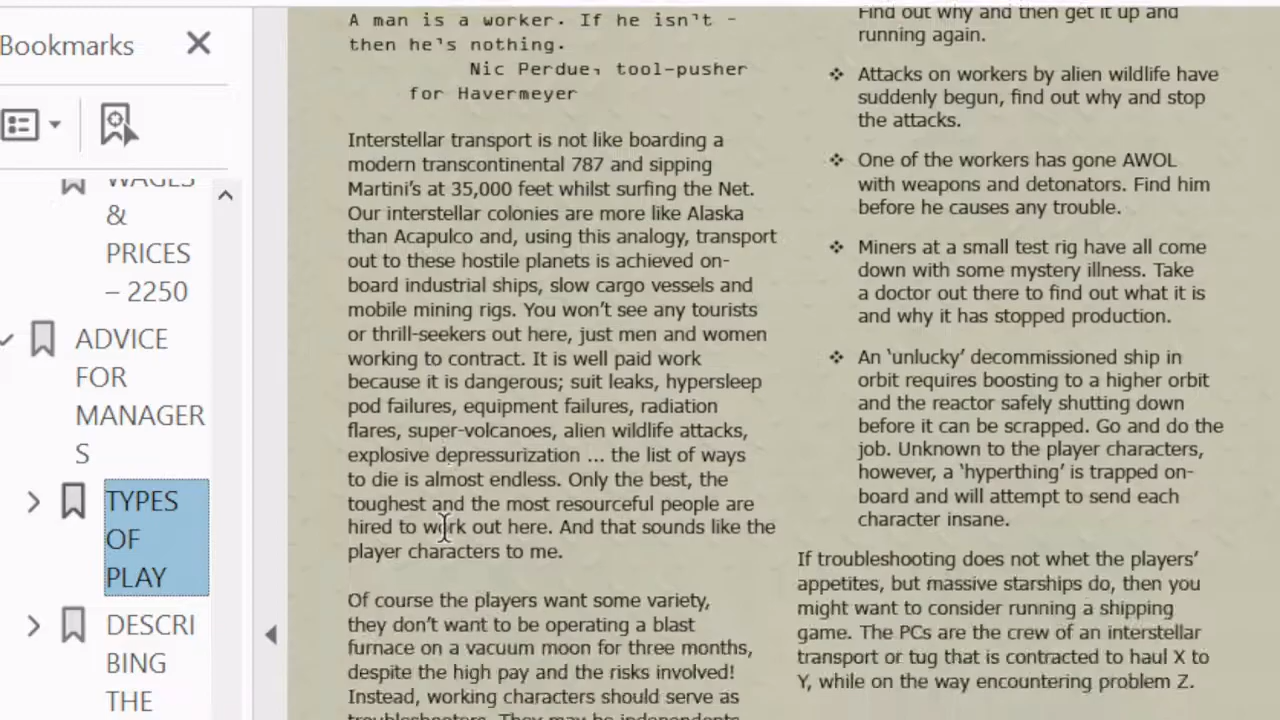 Bookmarks
WAGES
&
PRICES
– 2250
ADVICE
FOR
MANAGER
S
TYPES
OF
PLAY
DESCRI
BING
THE
A man is a worker. If he isn't -
then he's nothing.
Nic Perdue, tool-pusher
for Havermeyer
Interstellar transport is not like boarding a
modern transcontinental 787 and sipping
Martini's at 35,000 feet whilst surfing the Net.
Our interstellar colonies are more like Alaska
than Acapulco and, using this analogy, transport
out to these hostile planets is achieved on-
board industrial ships, slow cargo vessels and
mobile mining rigs. You won't see any tourists
or thrill-seekers out here, just men and women
working to contract. It is well paid work
because it is dangerous; suit leaks, hypersleep
pod failures, equipment failures, radiation
flares, super-volcanoes, alien wildlife attacks,
explosive depressurization ... the list of ways
to die is almost endless. Only the best, the
toughest and the most resourceful people are
hired to work out here. And that sounds like the
player characters to me.
Of course the players want some variety,
they don't want to be operating a blast
furnace on a vacuum moon for three months,
despite the high pay and the risks involved!
Instead, working characters should serve as
troubleshooters. They may be independents
Find out why and then get it up and
running again.
❖ Attacks on workers by alien wildlife have
suddenly begun, find out why and stop
the attacks.
❖ One of the workers has gone AWOL
with weapons and detonators. Find him
before he causes any trouble.
❖ Miners at a small test rig have all come
down with some mystery illness. Take
a doctor out there to find out what it is
and why it has stopped production.
❖ An 'unlucky' decommissioned ship in
orbit requires boosting to a higher orbit
and the reactor safely shutting down
before it can be scrapped. Go and do the
job. Unknown to the player characters,
however, a 'hyperthing' is trapped on-
board and will attempt to send each
character insane.
If troubleshooting does not whet the players'
appetites, but massive starships do, then you
might want to consider running a shipping
game. The PCs are the crew of an interstellar
transport or tug that is contracted to haul X to
Y, while on the way encountering problem Z.